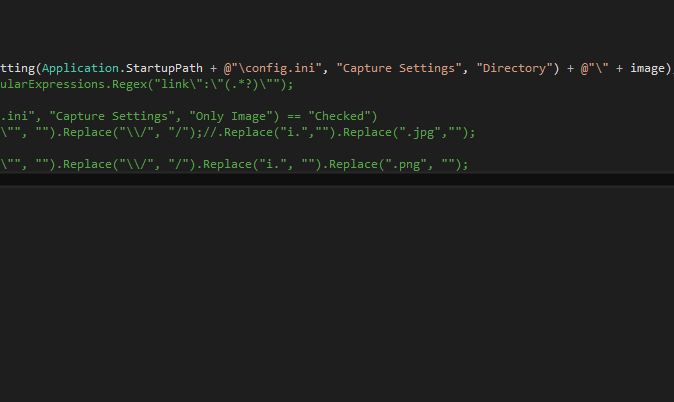 tting(Application.StartupPath + @"\config.ini", "Capture Settings", "Directory") + @"\" + image)
ularExpressions.Regex("link\":\"(.*?)\"");
.ini", "Capture Settings", "Only Image") == "Checked")
\"", "").Replace("\\/", "/");//.Replace("i.","").Replace(".jpg","");
\"", "").Replace("\\/", "/").Replace("i.", "").Replace(".png", "");